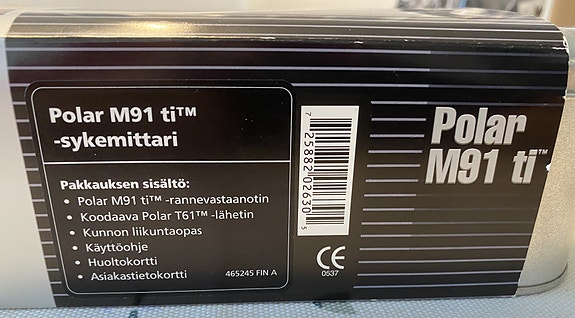 Polar M91 ti™
-sykemittari
Pakkauksen sisältö:
• Polar M91 ti™ -rannevastaanotin
• Koodaava Polar T61™ -lähetin
• Kunnon liikuntaopas
• Käyttöohje
• Huoltokortti
• Asiakastietokortti
465245 FIN A
7 25882 02630 5
CE
0537
Polar
M91 ti™